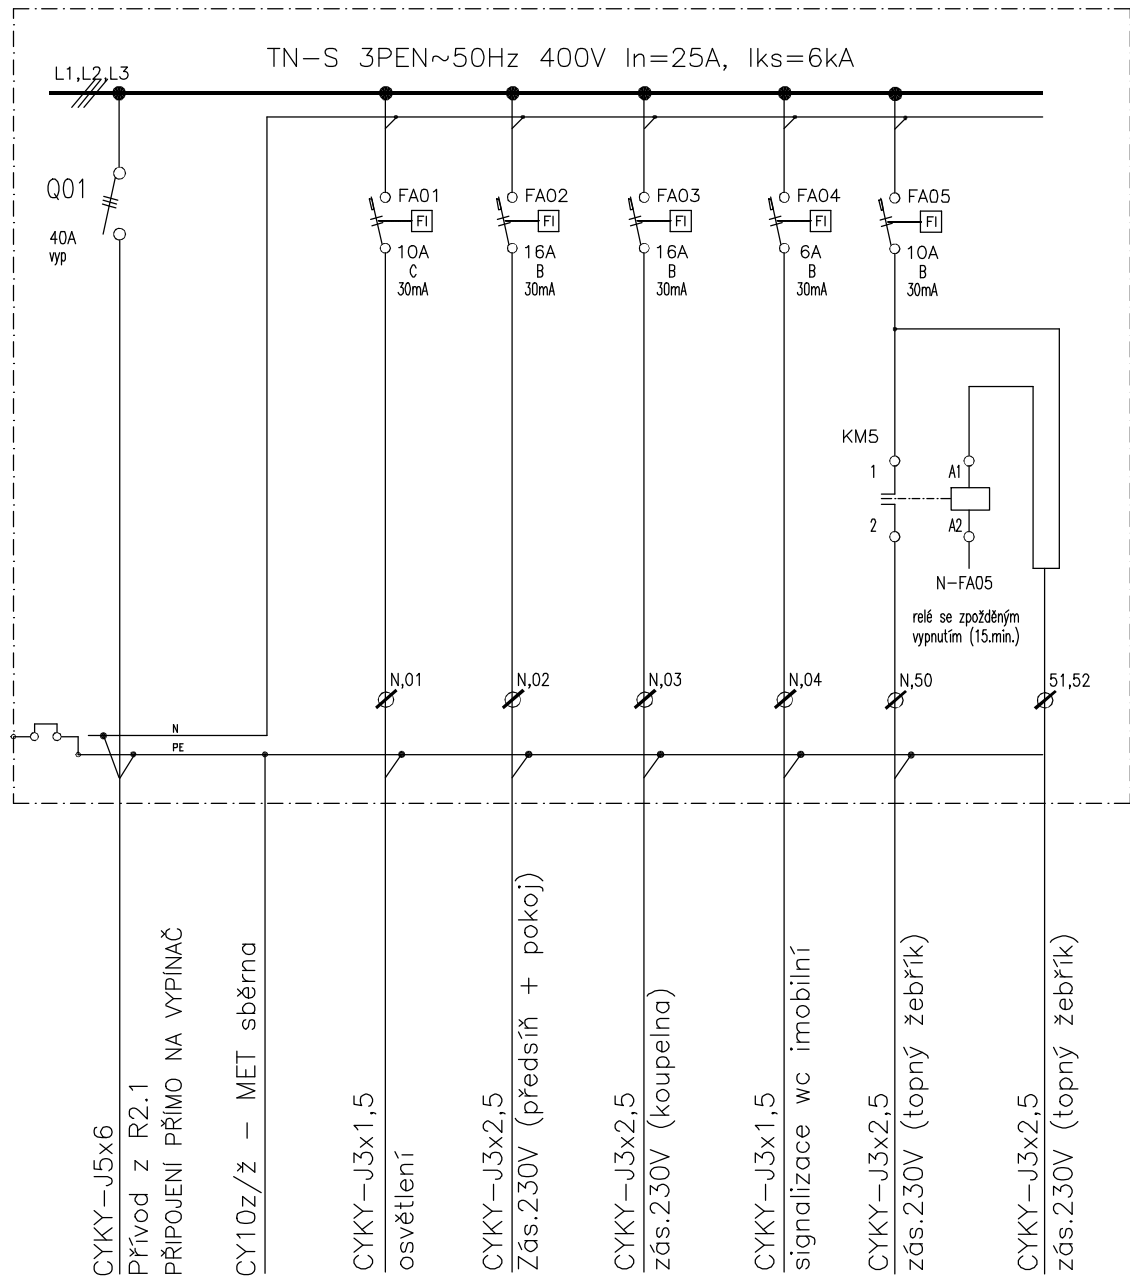 TN-S 3PEN~50Hz 400V In=25A, Iks=6kA
L1,L2,L3
Q01
40A
vyp
FA01
FI
10A
C
30mA
FA02
FI
16A
B
30mA
FA03
FI
16A
B
30mA
FA04
FI
6A
B
30mA
FA05
FI
10A
B
30mA
KM5
1
2
A1
A2
N-FA05
relé se zpožděným
vypnutím (15.min.)
N,01
N,02
N,03
N,04
N,50
51,52
N
PE
CYKY-J5x6
Přívod z R2.1
PŘIPOJENÍ PŘÍMO NA VYPÍNAČ
CY10z/ž - MET sběrna
CYKY-J3x1,5
osvětlení
CYKY-J3x2,5
Zás.230V (předsíň + pokoj)
CYKY-J3x2,5
zás.230V (koupelna)
CYKY-J3x1,5
signalizace wc imobilní
CYKY-J3x2,5
zás.230V (topný žebřík)
CYKY-J3x2,5
zás.230V (topný žebřík)